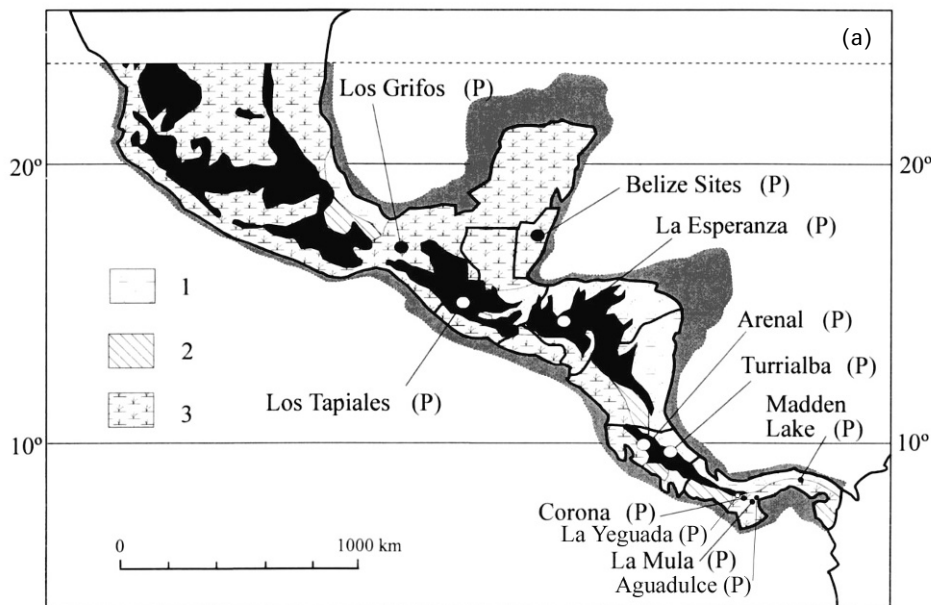 (a)
Los Grifos (P)
20º
20º
Belize Sites (P)
La Esperanza (P)
1
Arenal (P)
2
Turrialba (P)
Los Tapiales (P)
3
Madden
Lake (P)
10º
10º
Corona (P)
La Yeguada (P)
0
1000 km
La Mula (P)
Aguadulce (P)